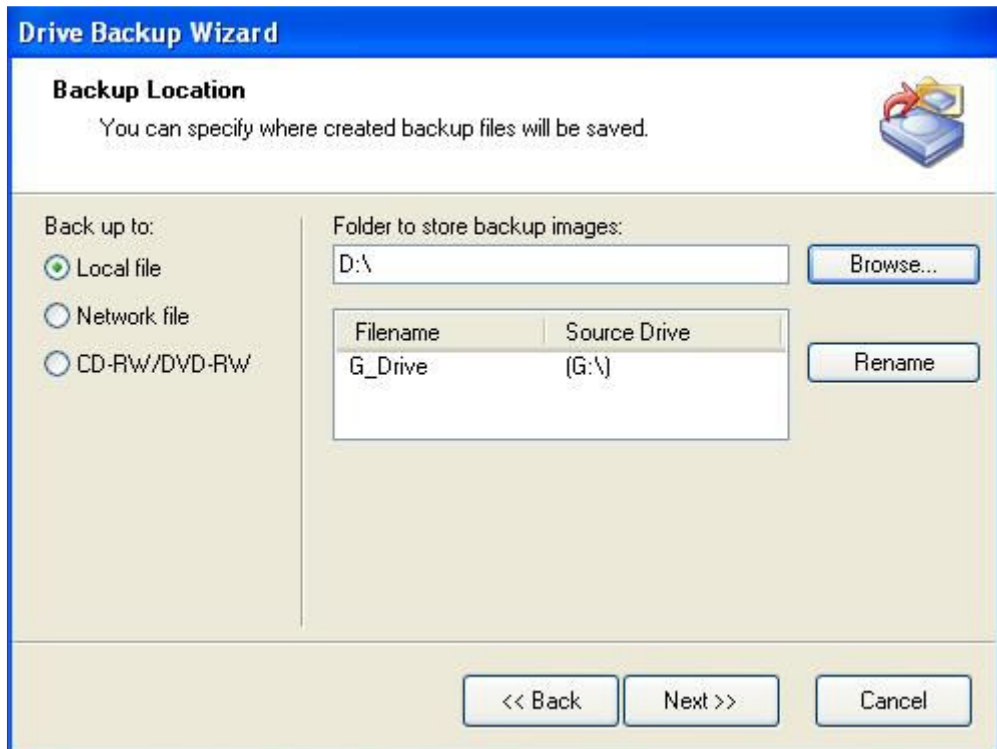 Drive Backup Wizard
Backup Location
You can specify where created backup files will be saved.
Back up to:
Local file
Network file
CD-RW/DVD-RW
Folder to store backup images:
D:\
Browse...
Filename Source Drive
G_Drive (G:\)
Rename
<< Back Next >> Cancel